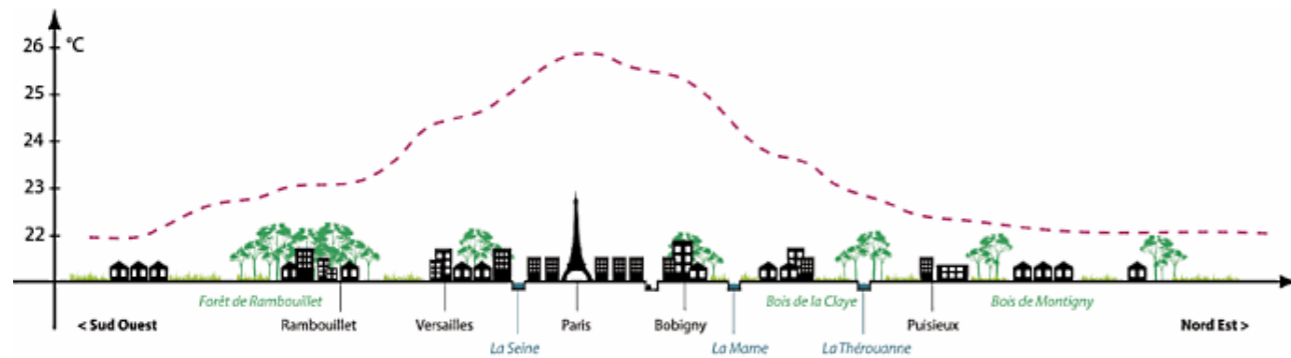 26
°C
25
24
23
22
Forêt de Rambouillet
Bois de la Claye
Bois de Montigny
< Sud Ouest
Rambouillet
Versailles
Paris
Bobigny
Puisieux
Nord Est >
La Seine
La Marne
La Thérouanne